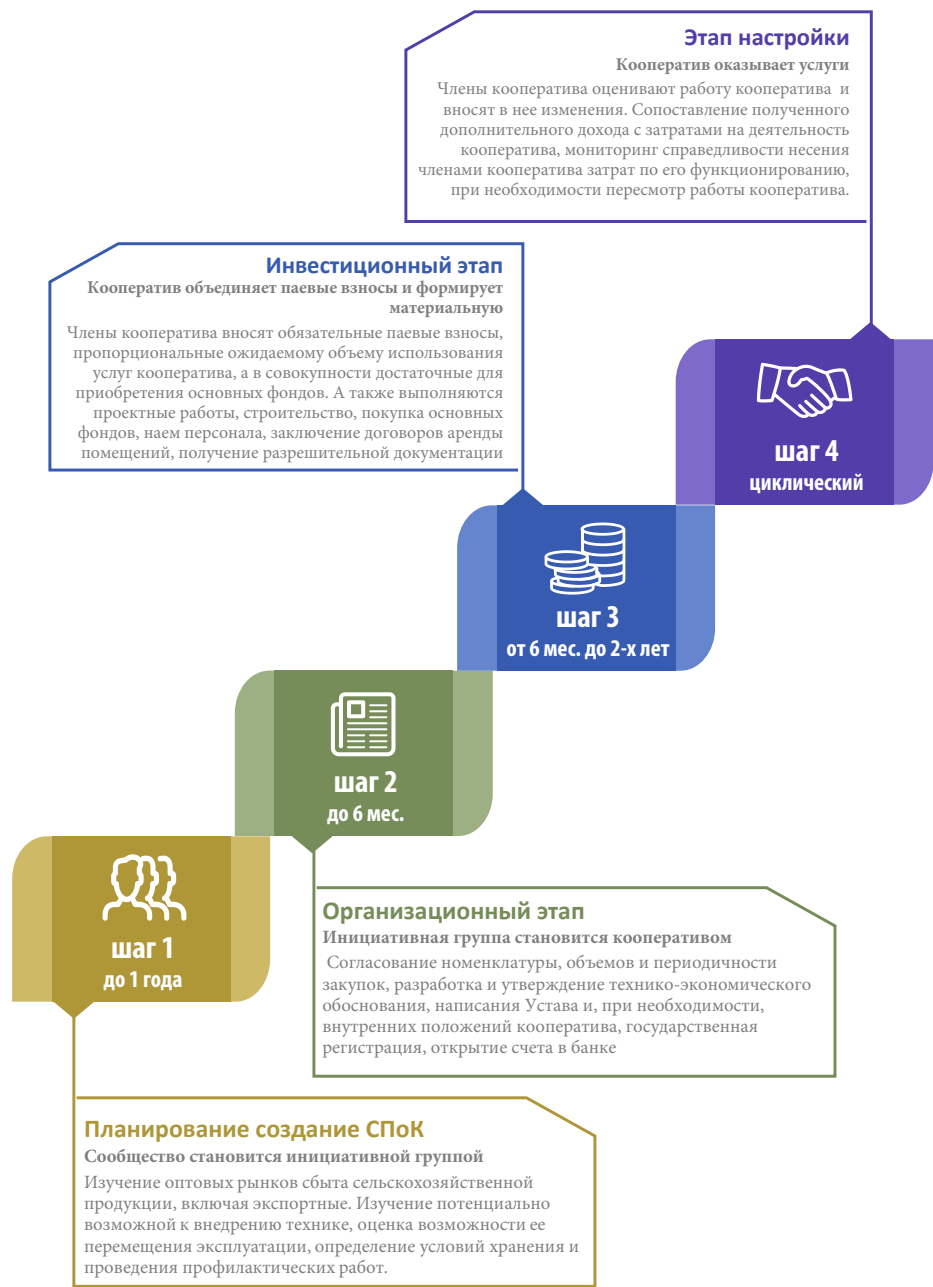 Этап настройки
Кооператив оказывает услуги
Члены кооператива оценивают работу кооператива и
вносят в нее изменения. Сопоставление полученного
дополнительного дохода с затратами на деятельность
кооператива, мониторинг справедливости несения
членами кооператива затрат по его функционированию,
при необходимости пересмотр работы кооператива.
Инвестиционный этап
Кооператив объединяет паевые взносы и формирует
материальную
Члены кооператива вносят обязательные паевые взносы,
пропорциональные ожидаемому объему использования
услуг кооператива, а в совокупности достаточные для
приобретения основных фондов. А также выполняются
проектные работы, строительство, покупка основных
фондов, наем персонала, заключение договоров аренды
помещений, получение разрешительной документации
шаг 4
циклический
шаг 3
от 6 мес. до 2-х лет
шаг 2
до 6 мес.
шаг 1
до 1 года
Организационный этап
Инициативная группа становится кооперативом
Согласование номенклатуры, объемов и периодичности
закупок, разработка и утверждение технико-экономического
обоснования, написания Устава и, при необходимости,
внутренних положений кооператива, государственная
регистрация, открытие счета в банке
Планирование создание СПоК
Сообщество становится инициативной группой
Изучение оптовых рынков сбыта сельскохозяйственной
продукции, включая экспортные. Изучение потенциально
возможной к внедрению технике, оценка возможности ее
перемещения эксплуатации, определение условий хранения и
проведения профилактических работ.